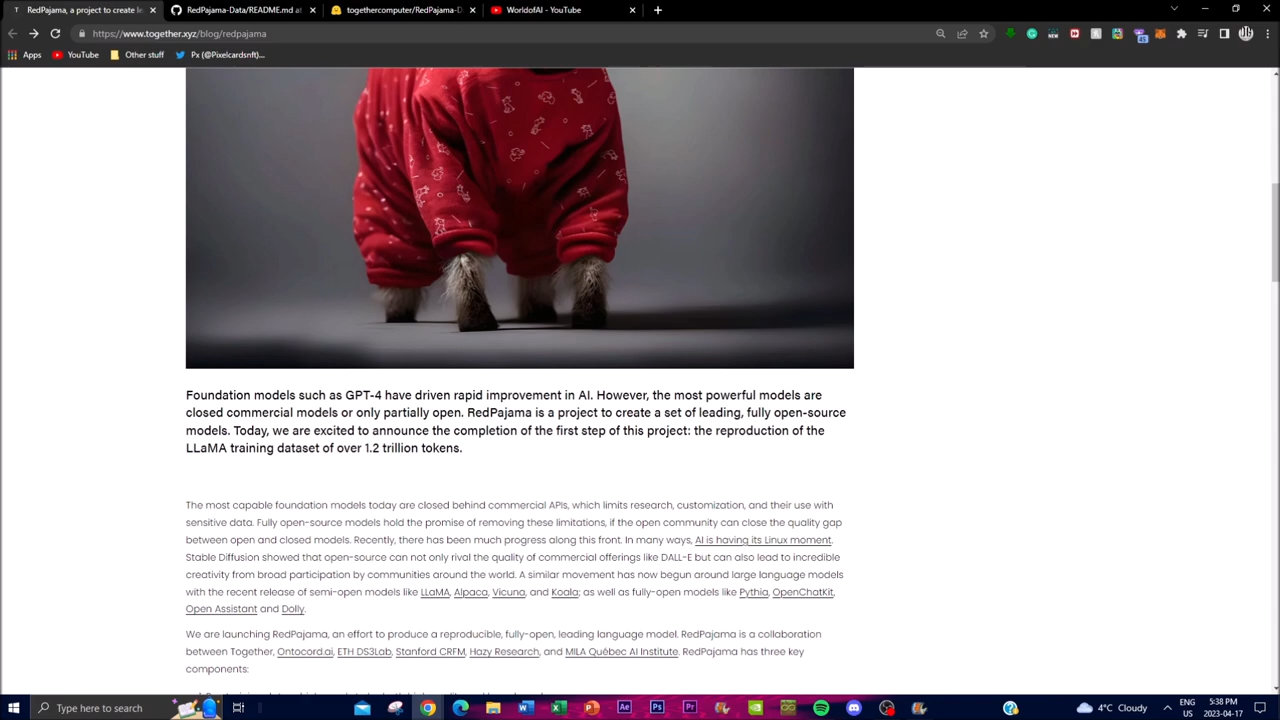 RedPajama, a project to create le
RedPajama-Data/README.md at
togethercomputer/RedPajama-D
WorldofAI - YouTube
https://www.together.xyz/blog/redpajama
Apps
YouTube
Other stuff
Px (@Pixelcardsnft)...
Foundation models such as GPT-4 have driven rapid improvement in AI. However, the most powerful models are
closed commercial models or only partially open. RedPajama is a project to create a set of leading, fully open-source
models. Today, we are excited to announce the completion of the first step of this project: the reproduction of the
LLaMA training dataset of over 1.2 trillion tokens.
The most capable foundation models today are closed behind commercial APIs, which limits research, customization, and their use with
sensitive data. Fully open-source models hold the promise of removing these limitations, if the open community can close the quality gap
between open and closed models. Recently, there has been much progress along this front. In many ways, AI is having its Linux moment.
Stable Diffusion showed that open-source can not only rival the quality of commercial offerings like DALL-E but can also lead to incredible
creativity from broad participation by communities around the world. A similar movement has now begun around large language models
with the recent release of semi-open models like LLaMA, Alpaca, Vicuna, and Koala; as well as fully-open models like Pythia, OpenChatKit,
Open Assistant and Dolly.
We are launching RedPajama, an effort to produce a reproducible, fully-open, leading language model. RedPajama is a collaboration
between Together, Ontocord.ai, ETH DS3Lab, Stanford CRFM, Hazy Research, and MILA Québec AI Institute. RedPajama has three key
components:
Type here to search
4°C Cloudy
ENG
US
5:38 PM
2023-04-17